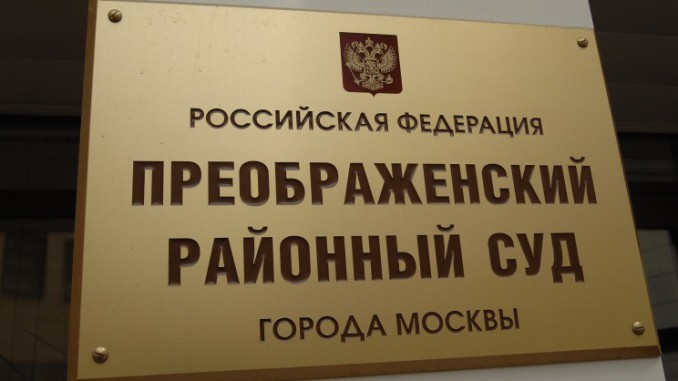 РОССИЙСКАЯ ФЕДЕРАЦИЯ
ПРЕОБРАЖЕНСКИЙ
РАЙОННЫЙ СУД
ГОРОДА МОСКВЫ